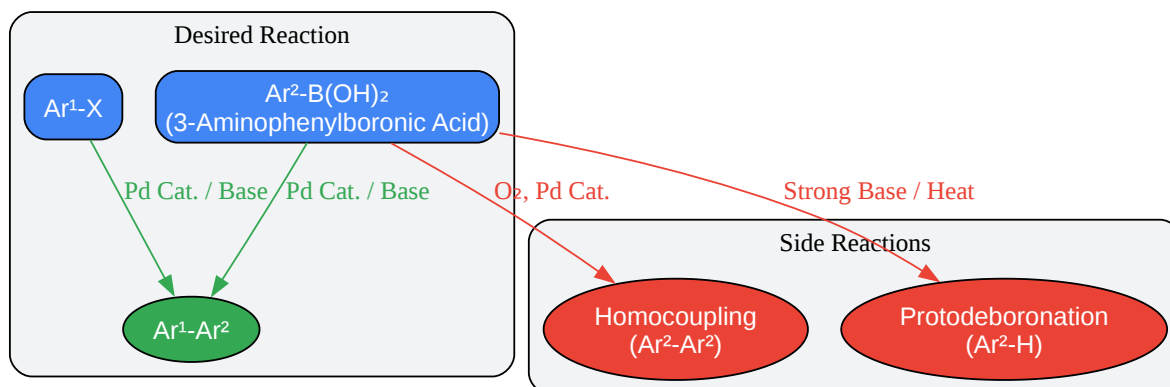 Desired Reaction
Ar¹-X
Ar²-B(OH)₂
(3-Aminophenylboronic Acid)
Pd Cat. / Base
Pd Cat. / Base
O₂, Pd Cat.
Strong Base / Heat
Side Reactions
Ar¹-Ar²
Homocoupling
(Ar²-Ar²)
Protodeboronation
(Ar²-H)